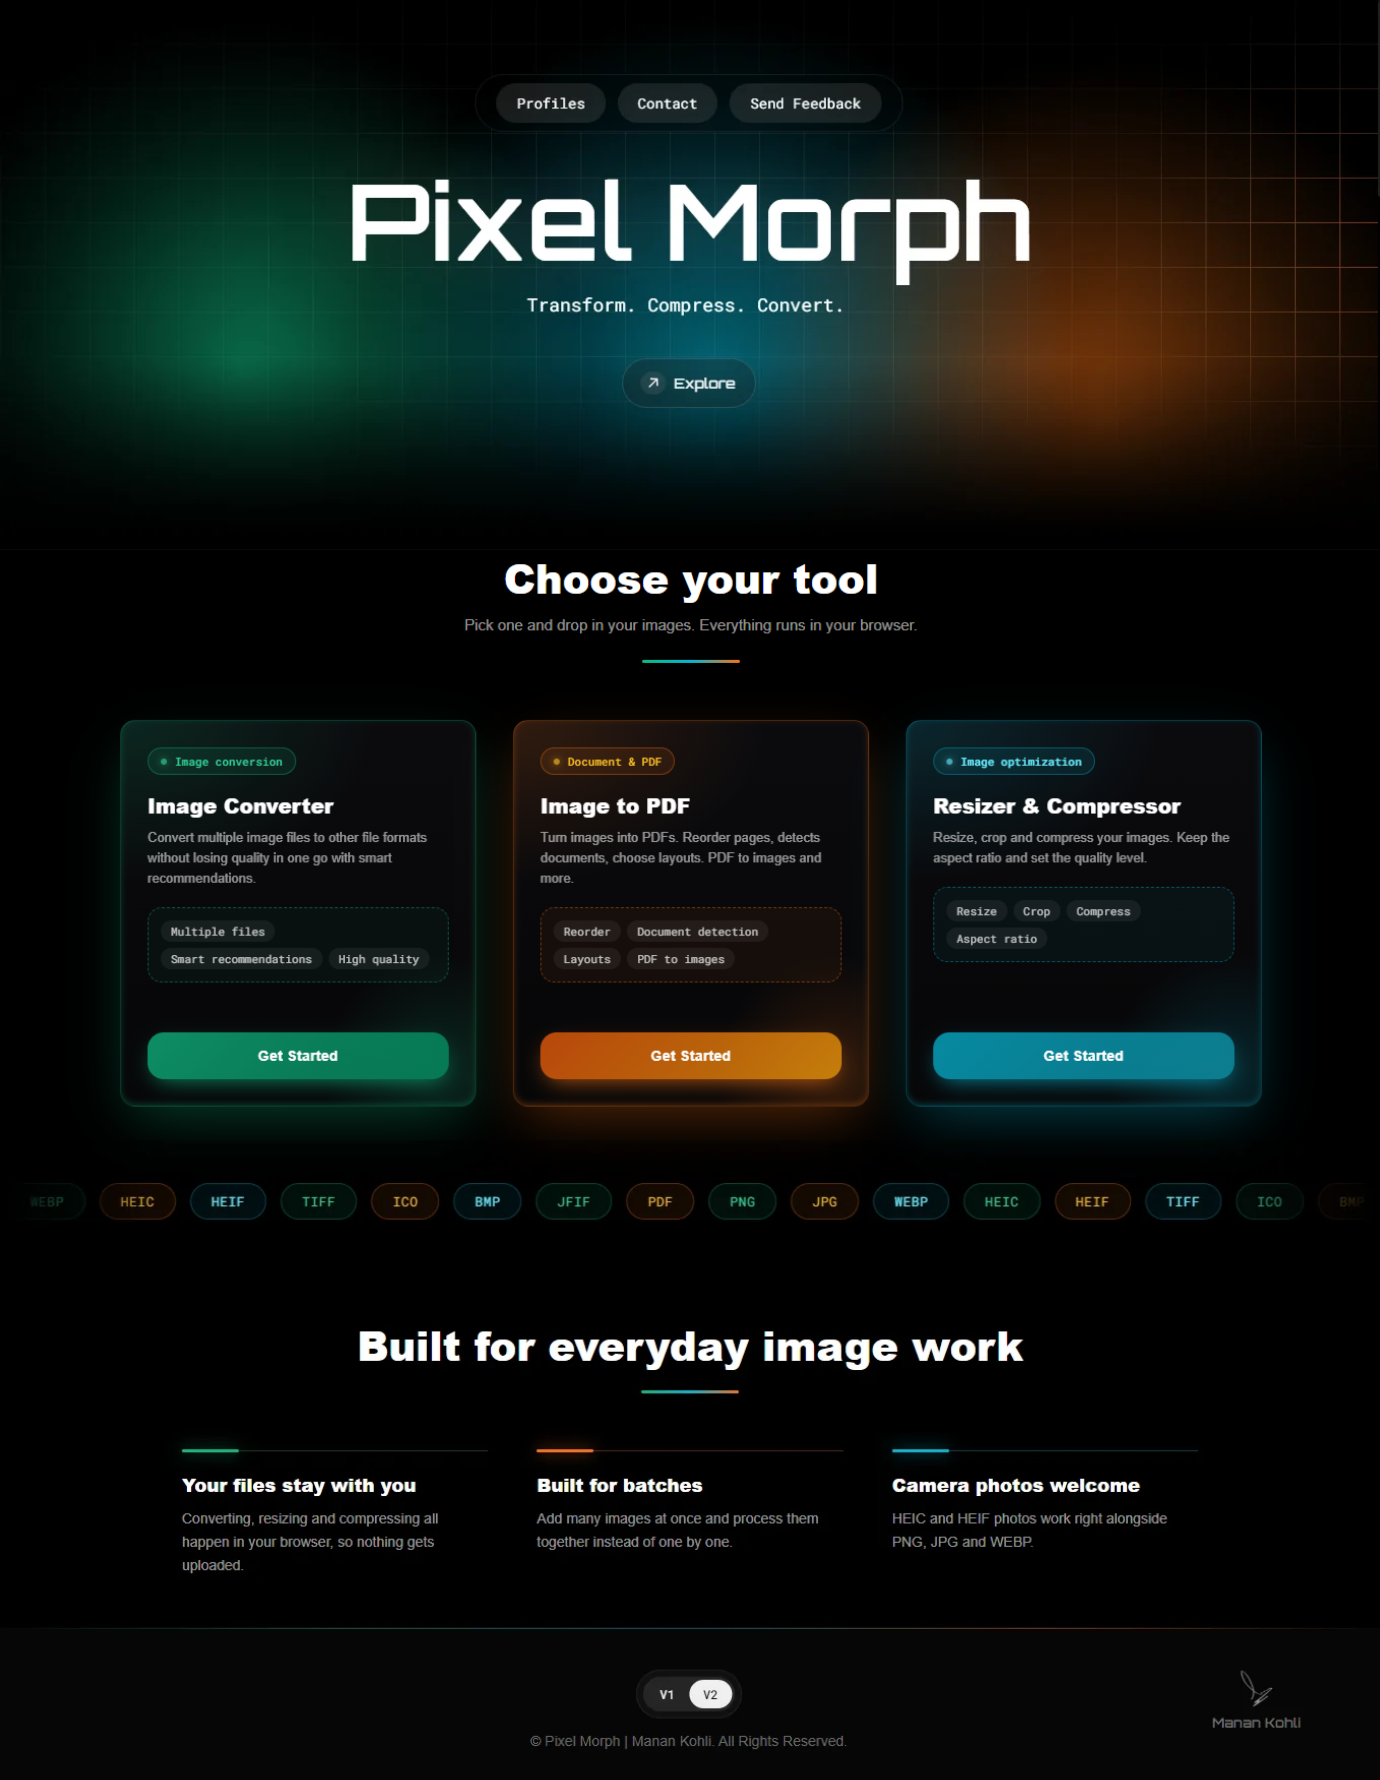 Profiles
Contact
Send Feedback
Pixel Morph
Transform. Compress. Convert.
Explore
Choose your tool
Pick one and drop in your images. Everything runs in your browser.
Image conversion
Image Converter
Convert multiple image files to other file formats
without losing quality in one go with smart
recommendations.
Multiple files
Smart recommendations
High quality
Get Started
Document & PDF
Image to PDF
Turn images into PDFs. Reorder pages, detects
documents, choose layouts. PDF to images and
more.
Reorder
Document detection
Layouts
PDF to images
Get Started
Image optimization
Resizer & Compressor
Resize, crop and compress your images. Keep the
aspect ratio and set the quality level.
Resize
Crop
Compress
Aspect ratio
Get Started
WEBP
HEIC
HEIF
TIFF
ICO
BMP
JFIF
PDF
PNG
JPG
WEBP
HEIC
HEIF
TIFF
ICO
BMP
Built for everyday image work
Your files stay with you
Converting, resizing and compressing all
happen in your browser, so nothing gets
uploaded.
Built for batches
Add many images at once and process them
together instead of one by one.
Camera photos welcome
HEIC and HEIF photos work right alongside
PNG, JPG and WEBP.
V1
V2
© Pixel Morph | Manan Kohli. All Rights Reserved.
Manan Kohli